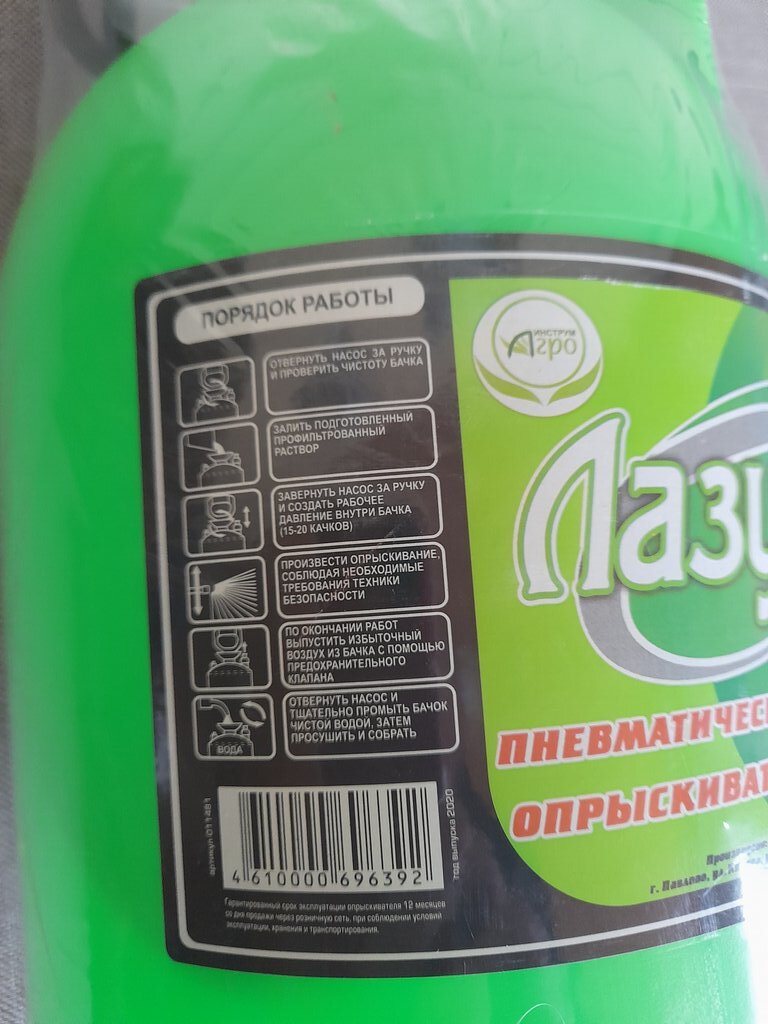 ПОРЯДОК РАБОТЫ
ОТВЕРНУТЬ НАСОС ЗА РУЧКУ
И ПРОВЕРИТЬ ЧИСТОТУ БАЧКА
ЗАЛИТЬ ПОДГОТОВЛЕННЫЙ
ПРОФИЛЬТРОВАННЫЙ
РАСТВОР
ЗАВЕРНУТЬ НАСОС ЗА РУЧКУ
И СОЗДАТЬ РАБОЧЕЕ
ДАВЛЕНИЕ ВНУТРИ БАЧКА
(15-20 КАЧКОВ)
ПРОИЗВЕСТИ ОПРЫСКИВАНИЕ,
СОБЛЮДАЯ НЕОБХОДИМЫЕ
ТРЕБОВАНИЯ ТЕХНИКИ
БЕЗОПАСНОСТИ
ПО ОКОНЧАНИИ РАБОТ
ВЫПУСТИТЬ ИЗБЫТОЧНЫЙ
ВОЗДУХ ИЗ БАЧКА С ПОМОЩЬЮ
ПРЕДОХРАНИТЕЛЬНОГО
КЛАПАНА
ВОДА
ОТВЕРНУТЬ НАСОС И
ТЩАТЕЛЬНО ПРОМЫТЬ БАЧОК
ЧИСТОЙ ВОДОЙ, ЗАТЕМ
ПРОСУШИТЬ И СОБРАТЬ
артикул 011481
4 610000 696392
год выпуска 2020
Гарантированный срок эксплуатации опрыскивателя 12 месяцев
со дня продажи через розничную сеть, при соблюдении условий
эксплуатации, хранения и транспортирования.
ИНСТРУМ
Агро
Лазу
ПНЕВМАТИЧЕС
ОПРЫСКИВАТ
г. Павлово, ул.